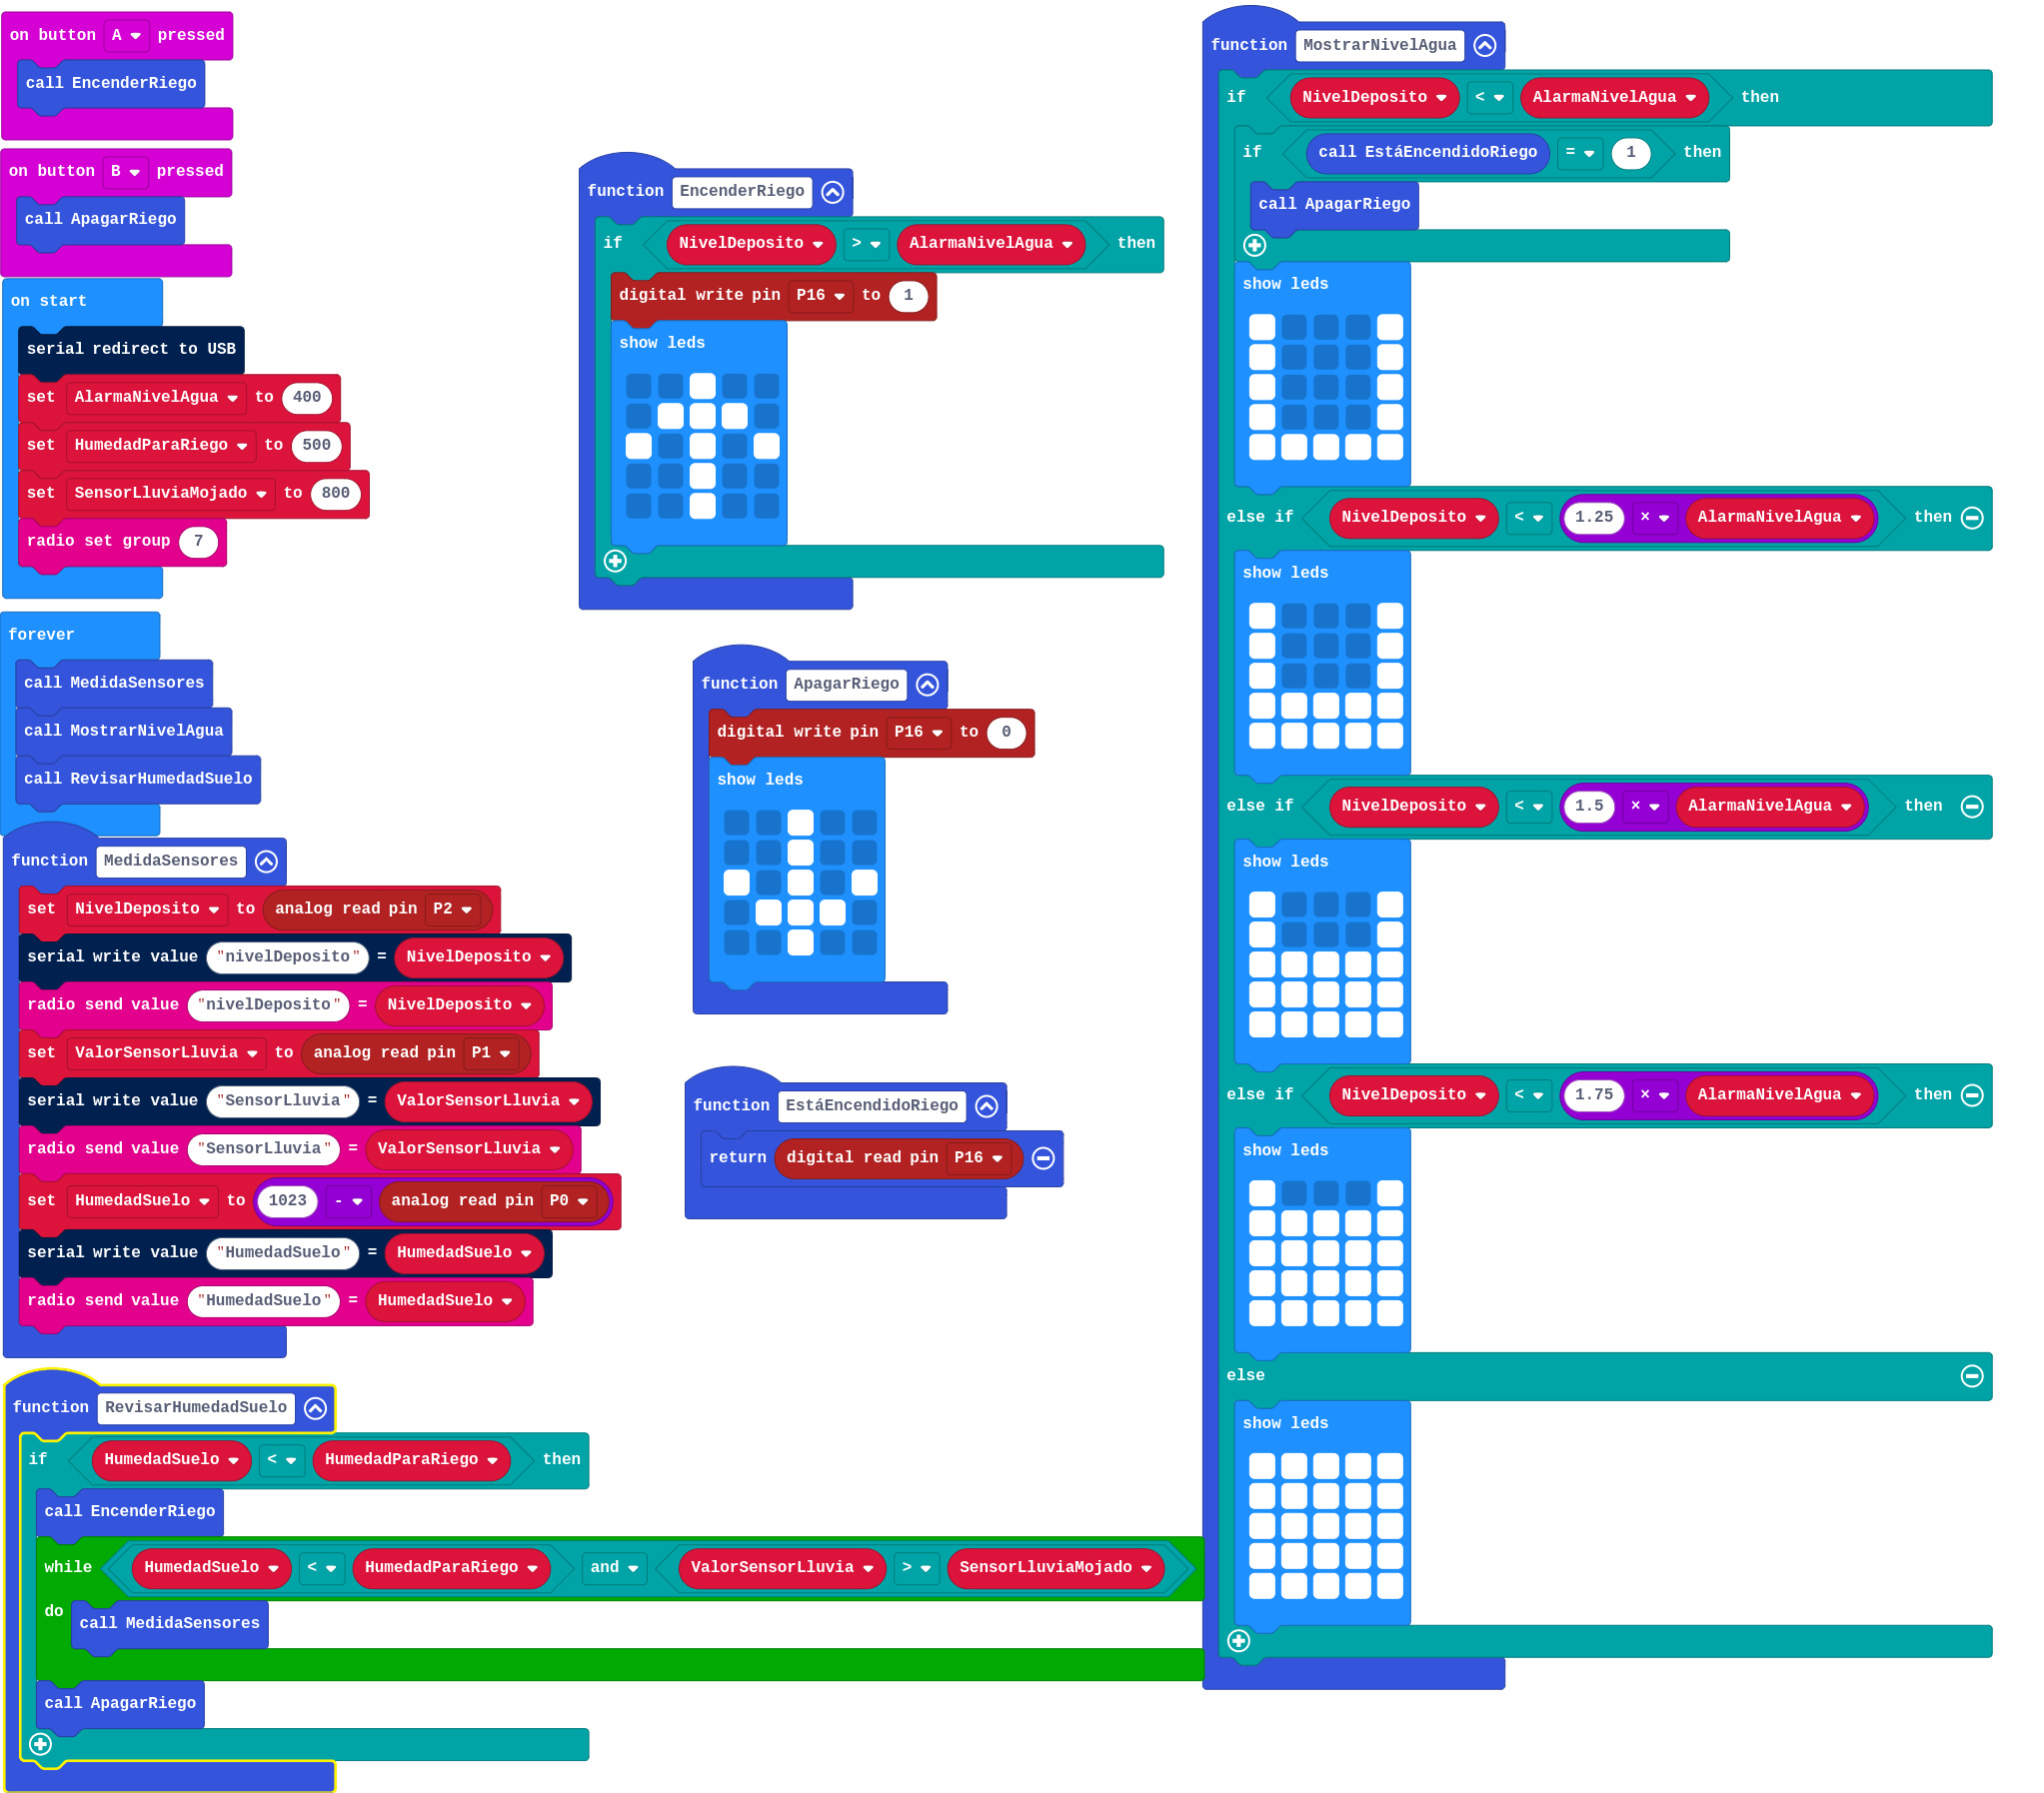 on button A pressed
call EncenderRiego
on button B pressed
call ApagarRiego
on start
serial redirect to USB
set AlarmaNivelAgua to 400
set HumedadParaRiego to 500
set SensorLluviaMojado to 800
radio set group 7
forever
call MedidaSensores
call MostrarNivelAgua
call RevisarHumedadSuelo
function MedidaSensores
set NivelDeposito to analog read pin P2
serial write value "nivelDeposito" = NivelDeposito
radio send value "nivelDeposito" = NivelDeposito
set ValorSensorLluvia to analog read pin P1
serial write value "SensorLluvia" = ValorSensorLluvia
radio send value "SensorLluvia" = ValorSensorLluvia
set HumedadSuelo to 1023 - analog read pin P0
serial write value "HumedadSuelo" = HumedadSuelo
radio send value "HumedadSuelo" = HumedadSuelo
function RevisarHumedadSuelo
if HumedadSuelo < HumedadParaRiego then
call EncenderRiego
while HumedadSuelo < HumedadParaRiego and ValorSensorLluvia > SensorLluviaMojado
do call MedidaSensores
call ApagarRiego
function EncenderRiego
if NivelDeposito > AlarmaNivelAgua then
digital write pin P16 to 1
show leds
function ApagarRiego
digital write pin P16 to 0
show leds
function EstáEncendidoRiego
return digital read pin P16
function MostrarNivelAgua
if NivelDeposito < AlarmaNivelAgua then
if call EstáEncendidoRiego = 1 then
call ApagarRiego
show leds
else if NivelDeposito < 1.25 × AlarmaNivelAgua then
show leds
else if NivelDeposito < 1.5 × AlarmaNivelAgua then
show leds
else if NivelDeposito < 1.75 × AlarmaNivelAgua then
show leds
else
show leds